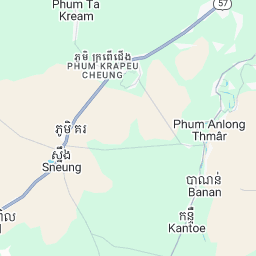 Phum Ta
Kream
57
ភូមិ ក្រពើជើង
PHUM KRAPEU
CHEUNG
Phum Anlong
Thmâr
ភូមិ គរ
ស្នឹង
Sneung
បាណន់
Banan
កន្ទឺ
Kantoe